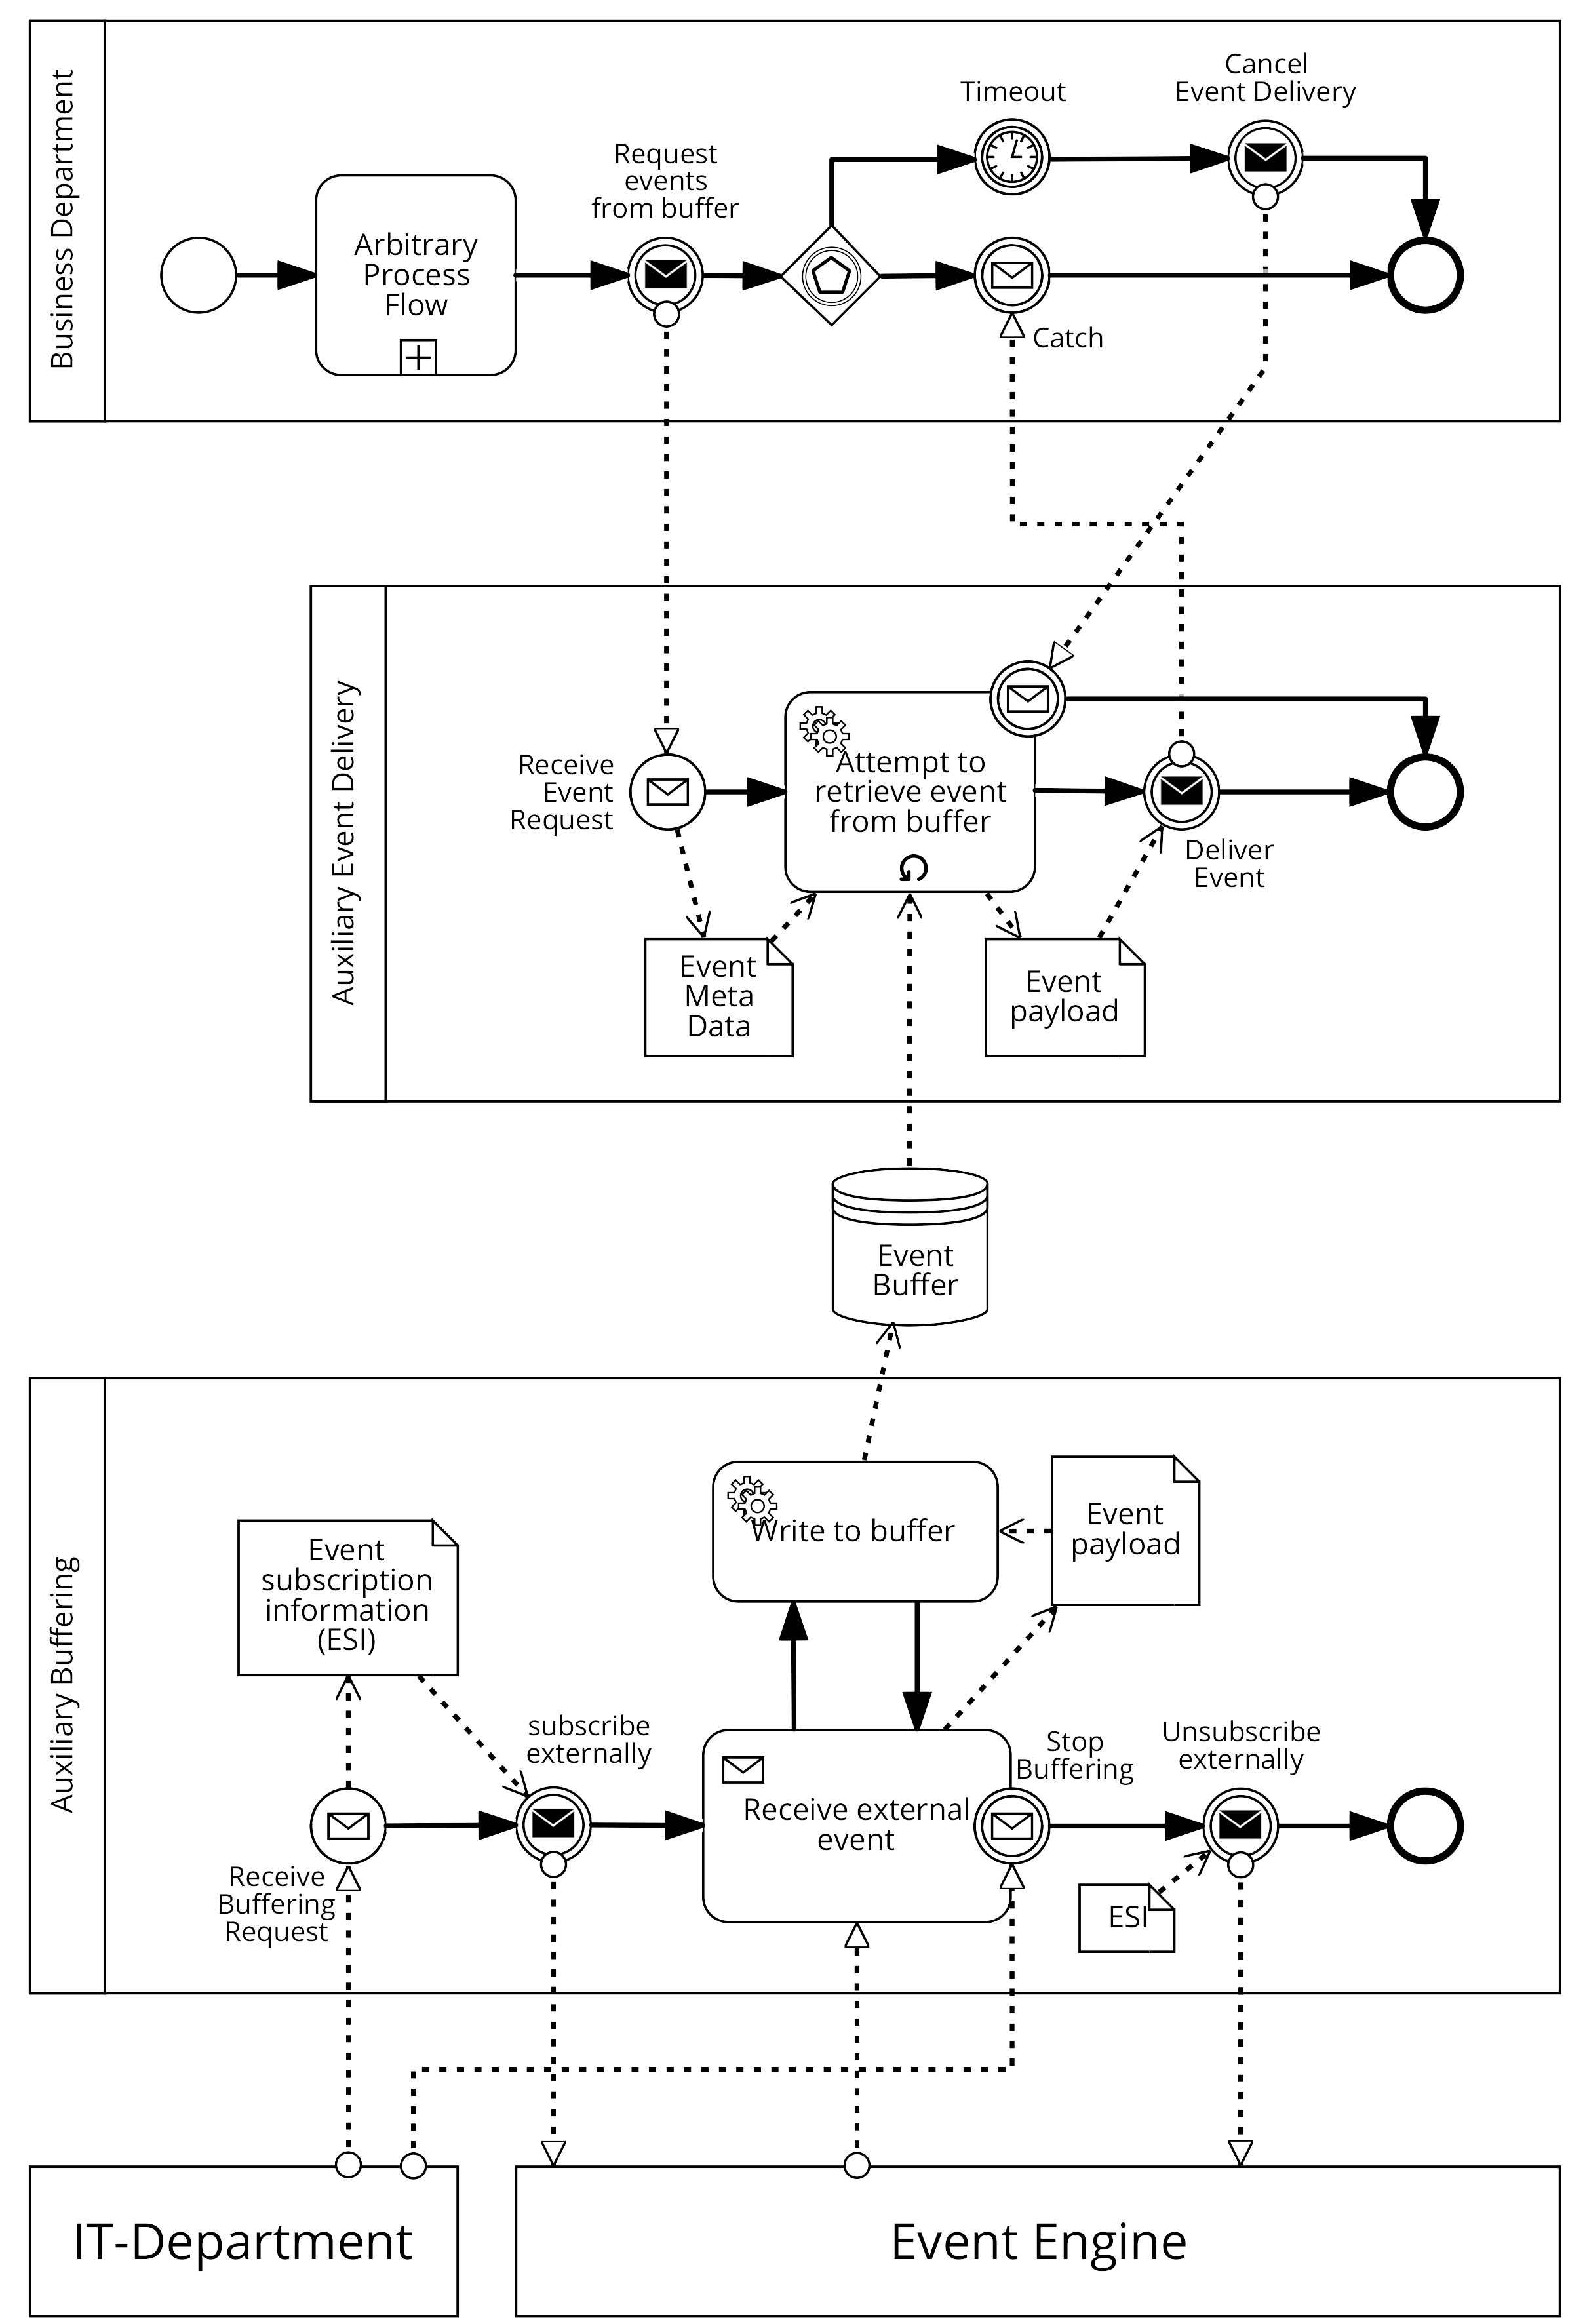 Business Department
Cancel
Event Delivery
Timeout
Request
events
from buffer
Arbitrary
Process
Flow
Catch
Auxiliary Event Delivery
Receive
Event
Request
Attempt to
retrieve event
from buffer
Deliver
Event
Event
Meta
Data
Event
payload
Event
Buffer
Auxiliary Buffering
Write to buffer
Event
payload
Event
subscription
information
(ESI)
subscribe
externally
Receive external
event
Stop
Buffering
Unsubscribe
externally
Receive
Buffering
Request
ESI
IT-Department
Event Engine